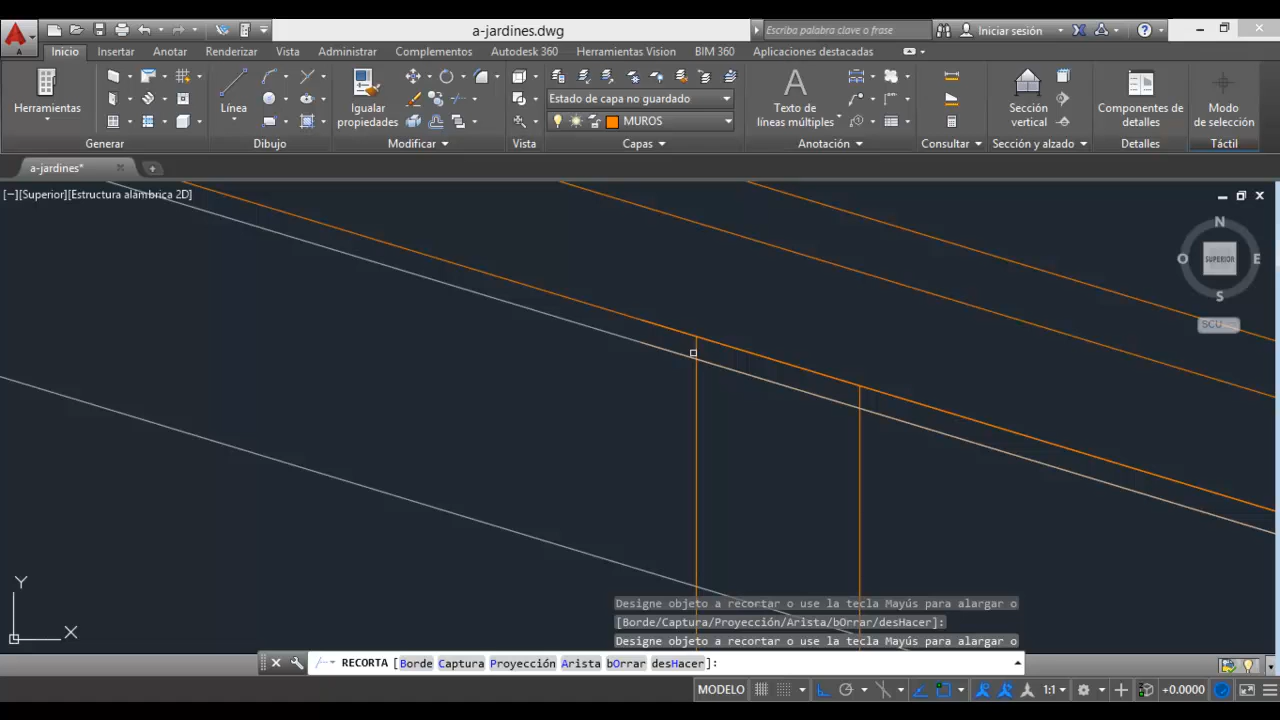 a-jardines.dwg
Escriba palabra clave o frase
Iniciar sesión
A
Inicio Insertar Anotar Renderizar Vista Administrar Complementos Autodesk 360 Herramientas Vision BIM 360 Aplicaciones destacadas
Herramientas
Línea
Igualar
propiedades
Estado de capa no guardado
MUROS
Texto de
líneas múltiples
Sección
vertical
Componentes de
detalles
Modo
de selección
General Dibujo Modificar Vista Capas Anotación Consultar Sección y alzado Detalles Táctil
a-jardines*
[−][Superior][Estructura alámbrica 2D]
N
O SUPERIOR E
S
SCU
Y
X
Designe objeto a recortar o use la tecla Mayús para alargar o
[Borde/Captura/Proyección/Arista/bOrrar/desHacer]:
Designe objeto a recortar o use la tecla Mayús para alargar o
RECORTA [Borde Captura Proyección Arista bOrrar desHacer]:
MODELO 1:1 +0.0000